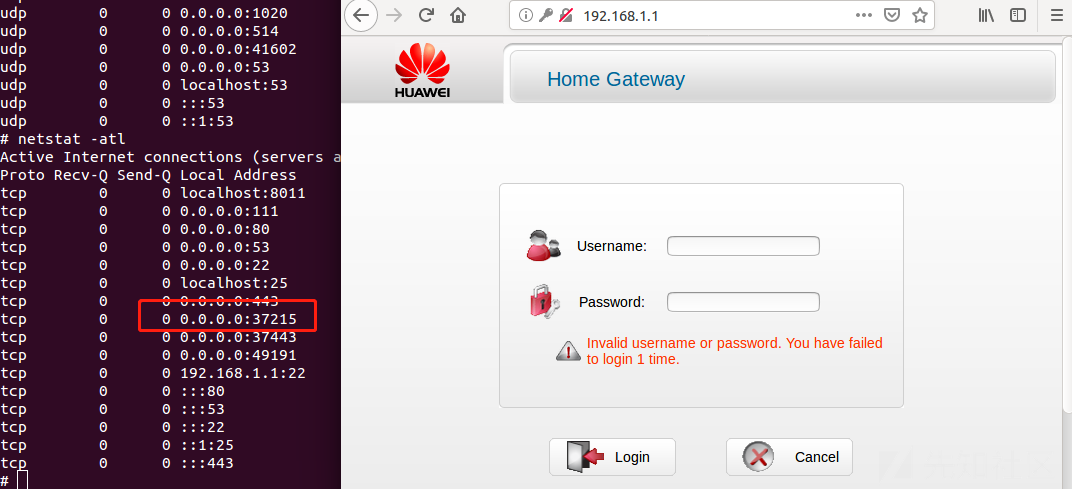 udp        0      0 0.0.0.0:1020
udp        0      0 0.0.0.0:514
udp        0      0 0.0.0.0:41602
udp        0      0 0.0.0.0:53
udp        0      0 localhost:53
udp        0      0 :::53
udp        0      0 ::1:53
# netstat -atl
Active Internet connections (servers a
Proto Recv-Q Send-Q Local Address
tcp        0      0 localhost:8011
tcp        0      0 0.0.0.0:111
tcp        0      0 0.0.0.0:80
tcp        0      0 0.0.0.0:53
tcp        0      0 0.0.0.0:22
tcp        0      0 localhost:25
tcp        0      0 0.0.0.0:443
tcp        0      0 0.0.0.0:37215
tcp        0      0 0.0.0.0:37443
tcp        0      0 0.0.0.0:49191
tcp        0      0 192.168.1.1:22
tcp        0      0 :::80
tcp        0      0 :::53
tcp        0      0 :::22
tcp        0      0 ::1:25
tcp        0      0 :::443
#
192.168.1.1
HUAWEI
Home Gateway
Username:
Password:
Invalid username or password. You have failed
to login 1 time.
Login
Cancel